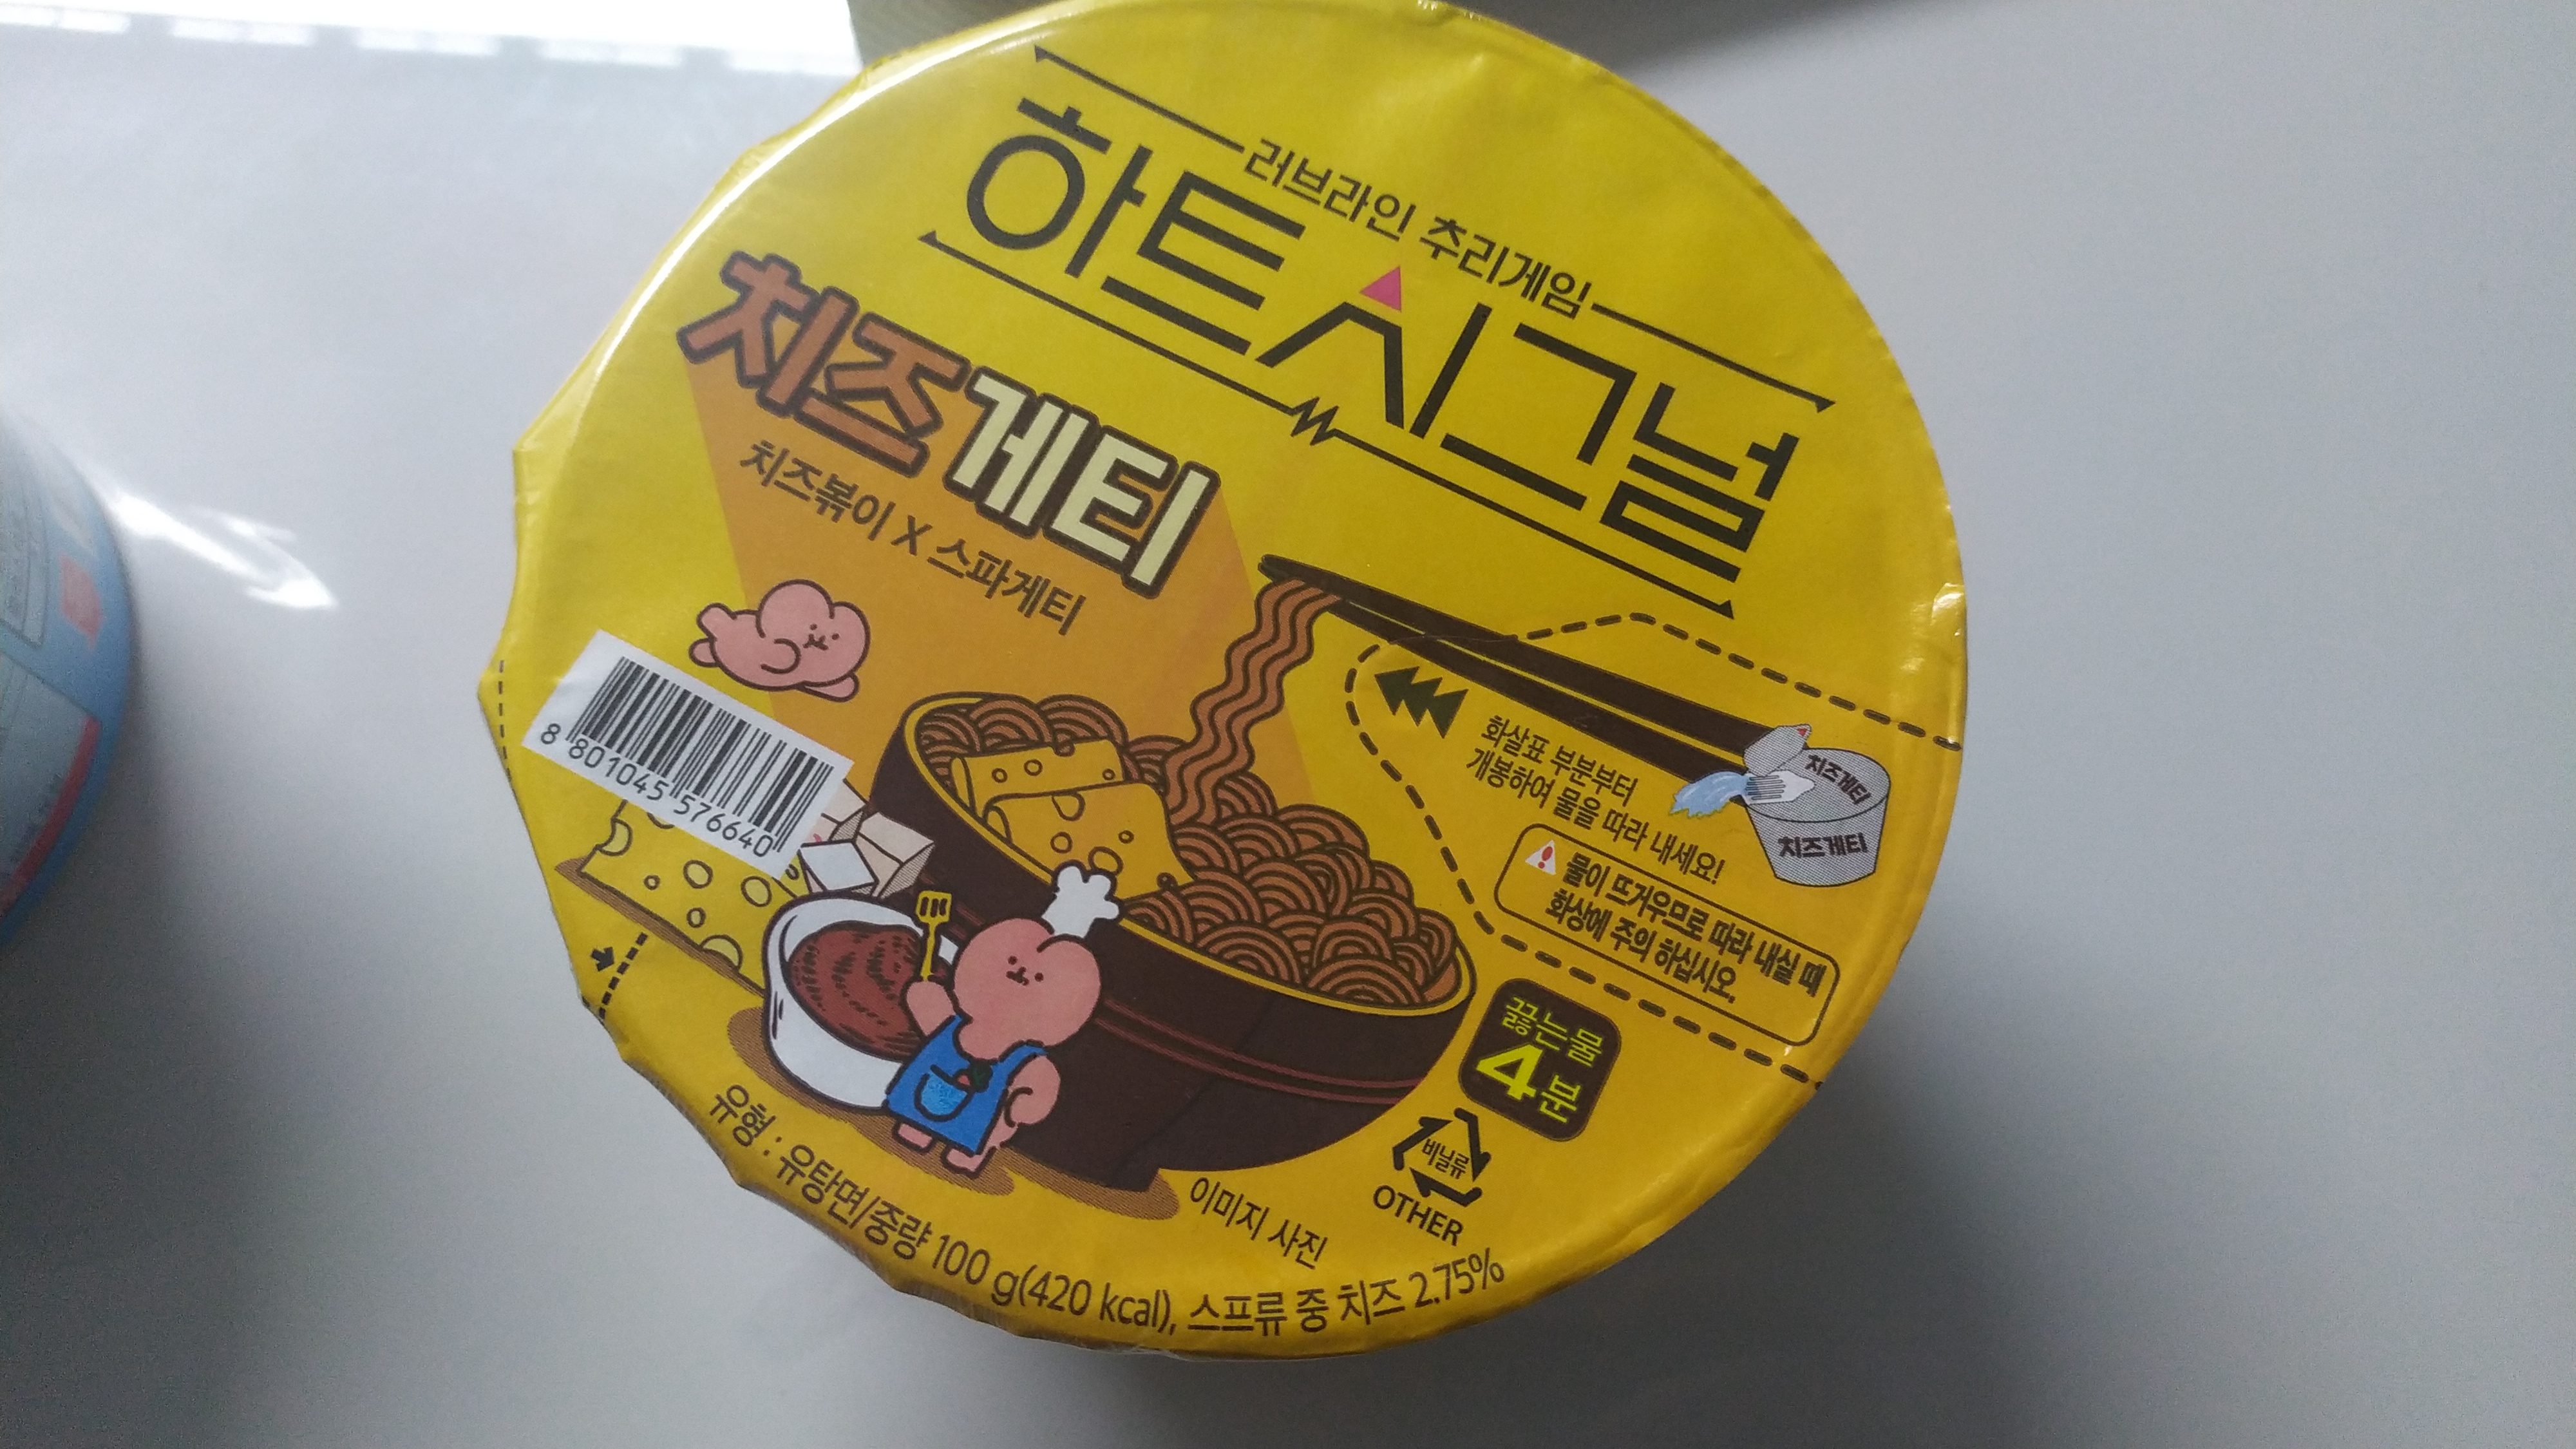 러브라인 추리게임
하트시그널
치즈게티
치즈볶이 X 스파게티
8 801045 576640
화살표 부분부터
개봉하여 물을 따라 내세요!
치즈게티
치즈게티
물이 뜨거우므로 따라 내실 때
화상에 주의 하십시오.
끓는물
4분
비닐류
OTHER
이미지 사진
유형 : 유탕면/중량 100 g(420 kcal), 스프류 중 치즈 2.75%